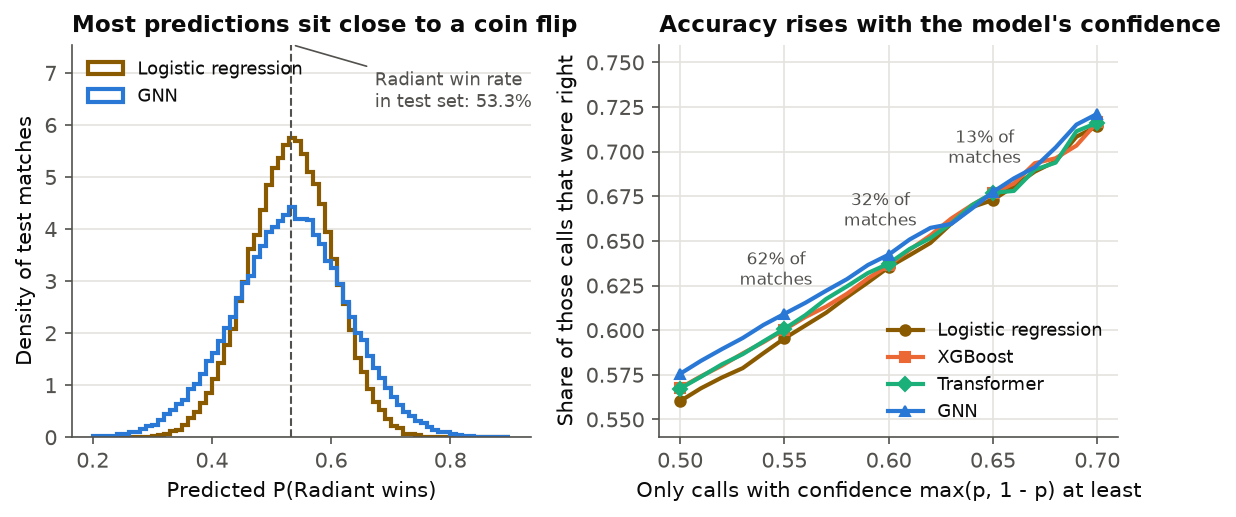 Most predictions sit close to a coin flip
Logistic regression
GNN
Radiant win rate
in test set: 53.3%
Density of test matches
7
6
5
4
3
2
1
0
0.2
0.4
0.6
0.8
Predicted P(Radiant wins)
Accuracy rises with the model's confidence
Share of those calls that were right
0.750
0.725
0.700
0.675
0.650
0.625
0.600
0.575
0.550
13% of
matches
32% of
matches
62% of
matches
Logistic regression
XGBoost
Transformer
GNN
0.50
0.55
0.60
0.65
0.70
Only calls with confidence max(p, 1 - p) at least